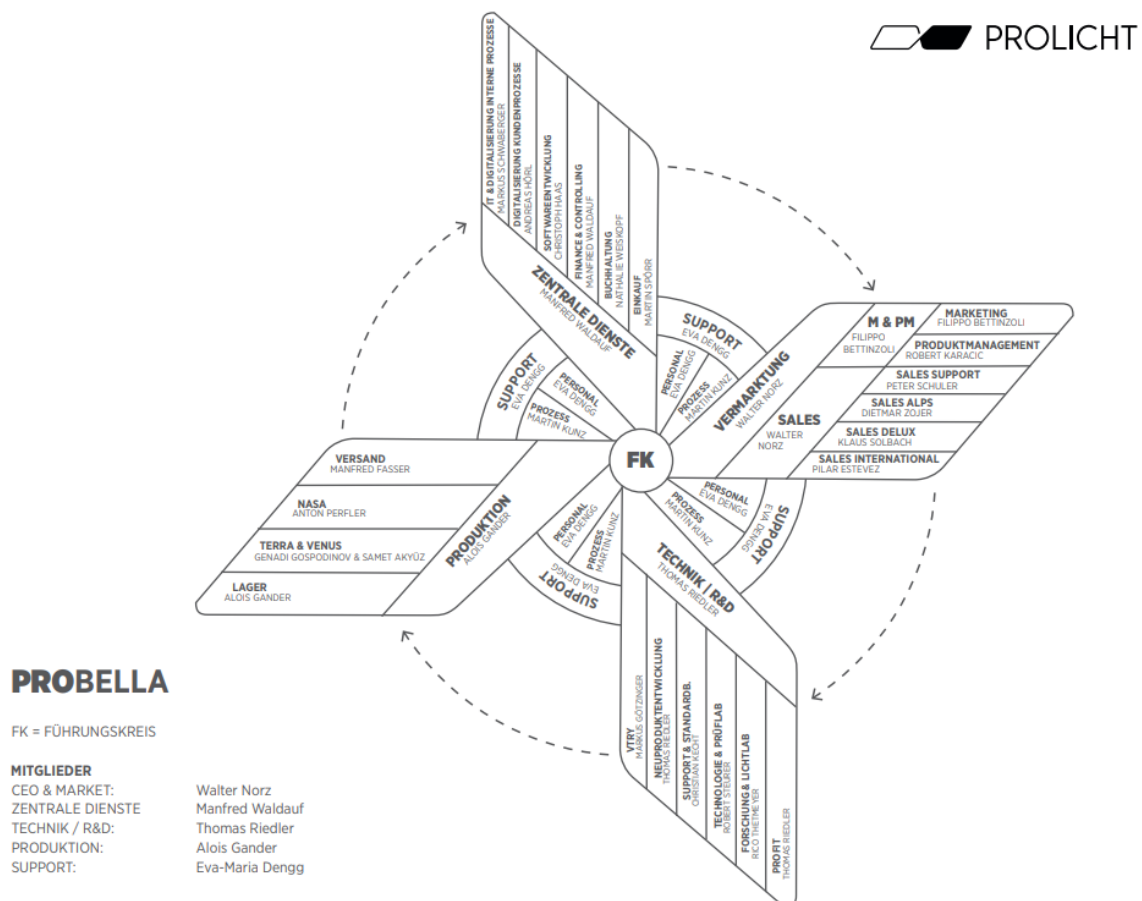 PROLICHT
IT & DIGITALISIERUNG INTERNE PROZESSE
MARKUS SCHWABERGER
DIGITALISIERUNG KUNDENPROZESSE
ANDREAS HÖRL
SOFTWAREENTWICKLUNG
CHRISTOPH HAAS
FINANCE & CONTROLLING
MANFRED WALDAUF
BUCHHALTUNG
NATHALIE WEISKOPF
EINKAUF
MARTIN SPÖRR
ZENTRALE DIENSTE
MANFRED WALDAUF
SUPPORT
EVA DENGG
PERSONAL
EVA DENGG
PROZESS
MARTIN KUNZ
VERMARKTUNG
WALTER NORZ
M & PM
FILIPPO
BETTINZOLI
SALES
WALTER
NORZ
MARKETING
FILIPPO BETTINZOLI
PRODUKTMANAGEMENT
ROBERT KARACIC
SALES SUPPORT
PETER SCHULER
SALES ALPS
DIETMAR ZOJER
SALES DELUX
KLAUS SOLBACH
SALES INTERNATIONAL
PILAR ESTEVEZ
SUPPORT
EVA DENGG
PERSONAL
EVA DENGG
PROZESS
MARTIN KUNZ
FK
PERSONAL
EVA DENGG
PROZESS
MARTIN KUNZ
SUPPORT
EVA DENGG
TECHNIK | R&D
THOMAS RIEDLER
VTRY
MARKUS GÖTZINGER
NEUPRODUKTENTWICKLUNG
THOMAS RIEDLER
SUPPORT & STANDARDB.
CHRISTIAN KECHT
TECHNOLOGIE & PRÜFLAB
ROBERT STEURER
FORSCHUNG & LICHTLAB
RICO THETMEYER
PROFIT
THOMAS RIEDLER
PERSONAL
EVA DENGG
PROZESS
MARTIN KUNZ
SUPPORT
EVA DENGG
PRODUKTION
ALOIS GANDER
VERSAND
MANFRED FASSER
NASA
ANTON PERFLER
TERRA & VENUS
GENADI GOSPODINOV & SAMET AKYÜZ
LAGER
ALOIS GANDER
PROBELLA
FK = FÜHRUNGSKREIS
MITGLIEDER
CEO & MARKET: Walter Norz
ZENTRALE DIENSTE Manfred Waldauf
TECHNIK / R&D: Thomas Riedler
PRODUKTION: Alois Gander
SUPPORT: Eva-Maria Dengg